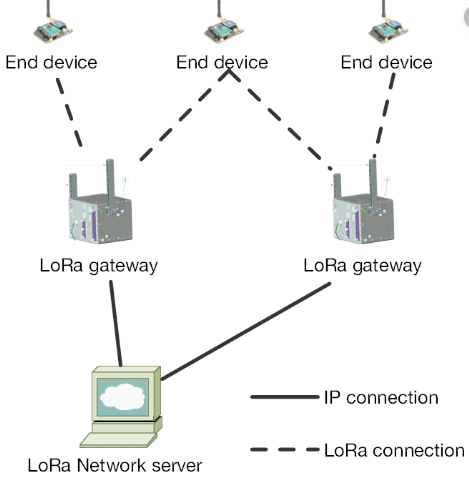 End device
End device
End device
LoRa gateway
LoRa gateway
IP connection
LoRa connection
LoRa Network server